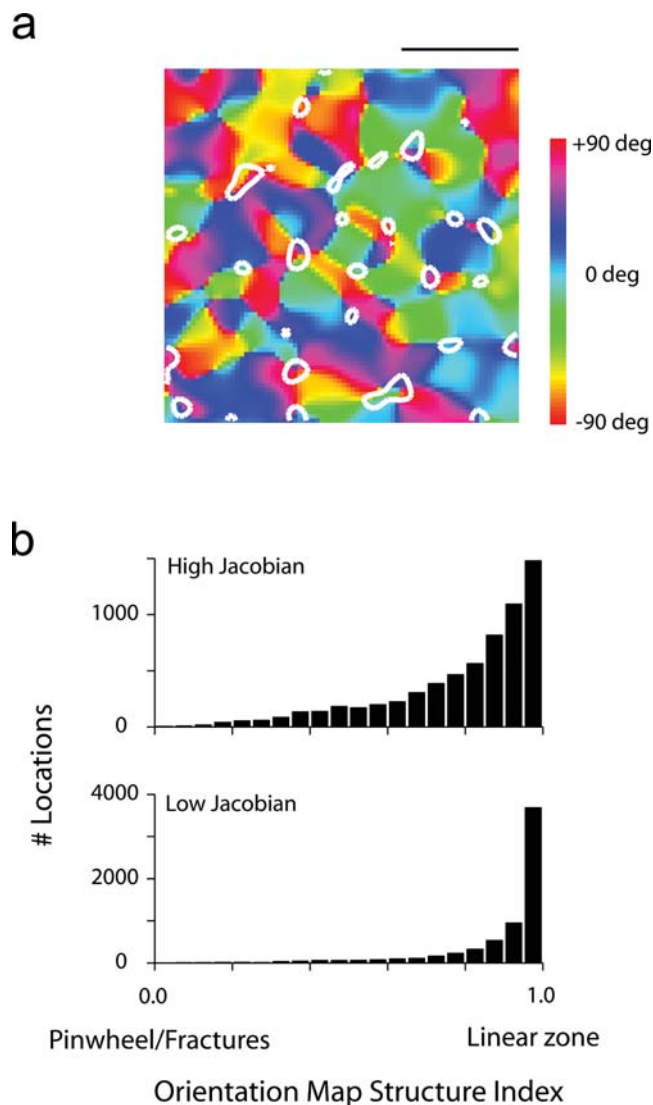 a
+90 deg
0 deg
-90 deg
b
High Jacobian
1000
0
# Locations
Low Jacobian
4000
2000
0
0.0 1.0
Pinwheel/Fractures Linear zone
Orientation Map Structure Index